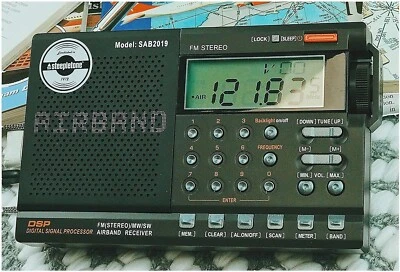 Model: SAB2019
FM STEREO
[LOCK]
[SLEEP]
steepletone
AIR
121.835
AIRBAND
1 2 3 Backlight on/off
[DOWN] TUNE [UP]
4 5 6 FREQUENCY
[M-] [M+]
7 8 9 0
[MIN.] VOL. [MAX.]
ENTER
DSP
DIGITAL SIGNAL PROCESSOR
FM(STEREO)/MW/SW
AIRBAND RECEIVER
[MEM.] [CLEAR] [AL.ON/OFF] [SCAN] [METER] [BAND]